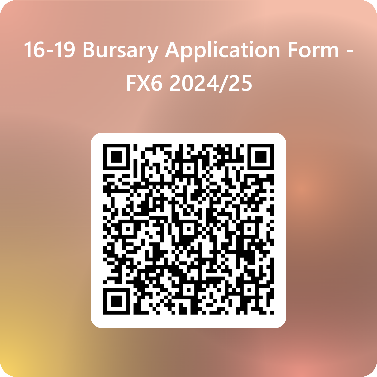 16-19 Bursary Application Form -
FX6 2024/25